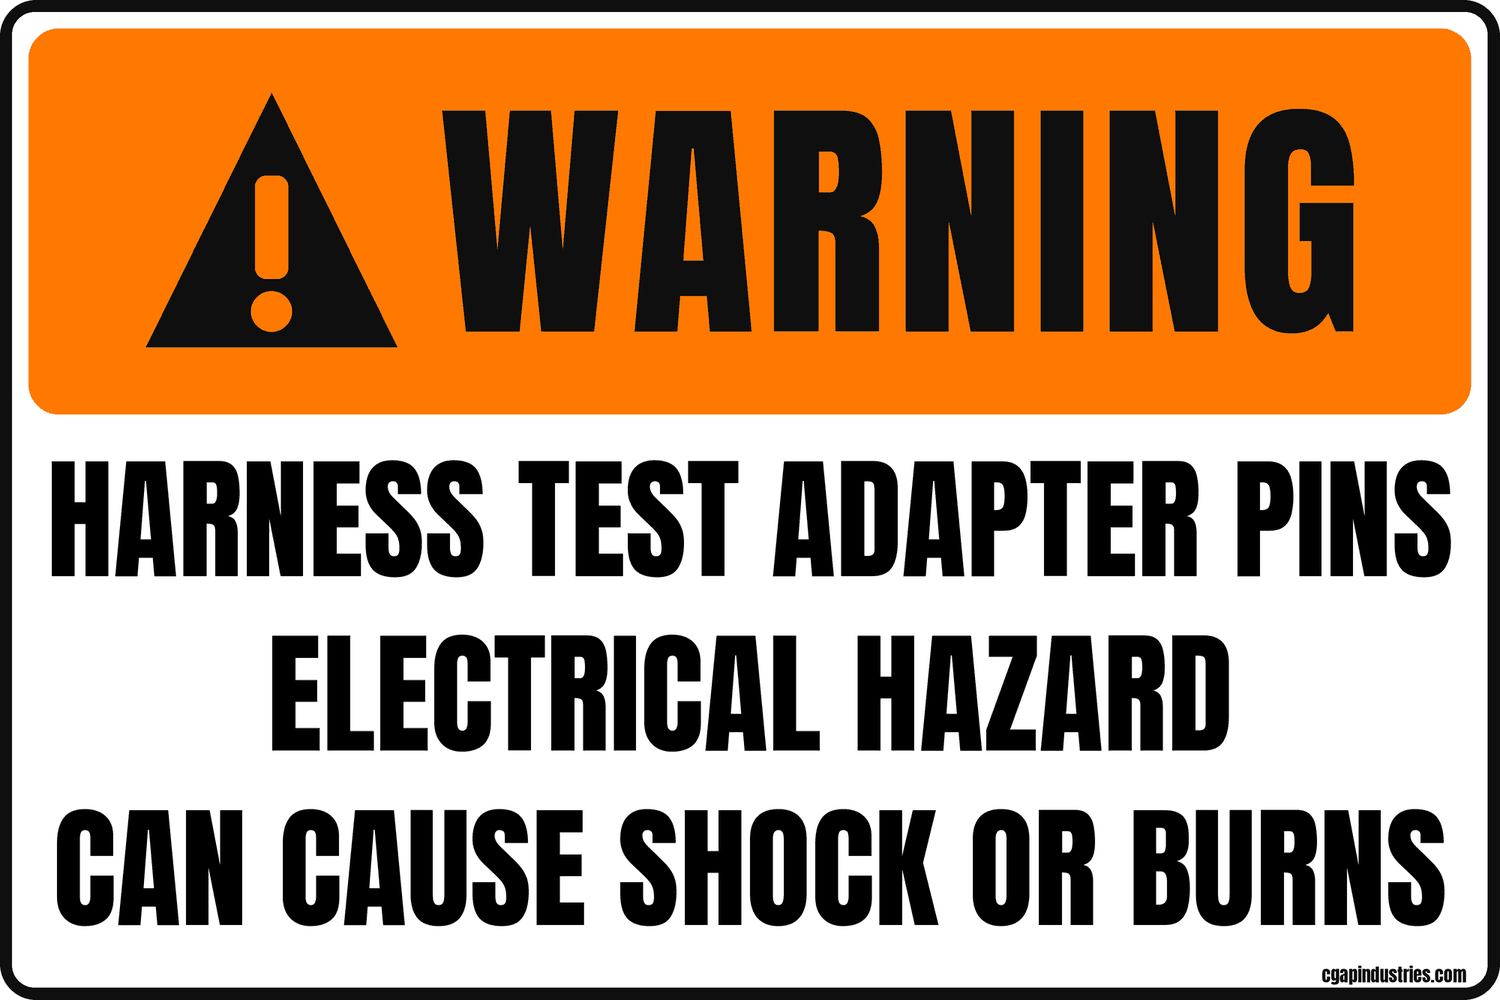 WARNING
HARNESS TEST ADAPTER PINS
ELECTRICAL HAZARD
CAN CAUSE SHOCK OR BURNS
cgapindustries.com